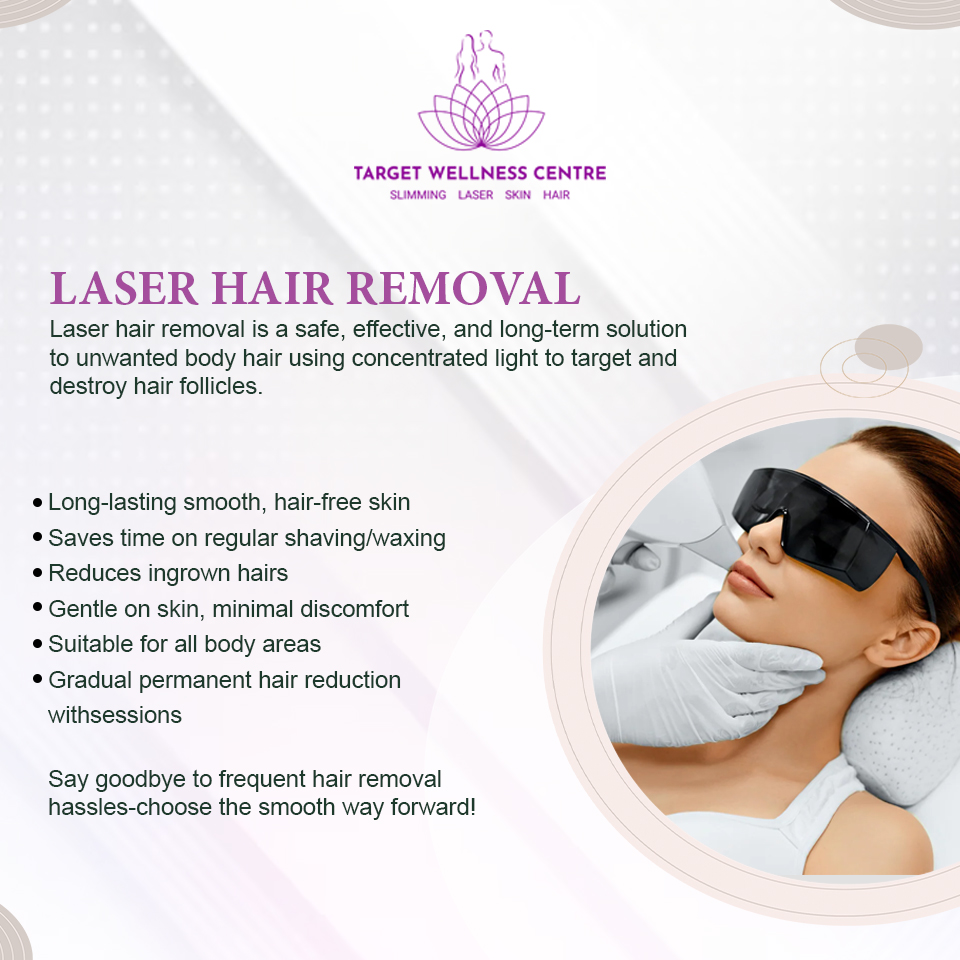 TARGET WELLNESS CENTRE
SLIMMING LASER SKIN HAIR
LASER HAIR REMOVAL
Laser hair removal is a safe, effective, and long-term solution
to unwanted body hair using concentrated light to target and
destroy hair follicles.
• Long-lasting smooth, hair-free skin
• Saves time on regular shaving/waxing
• Reduces ingrown hairs
• Gentle on skin, minimal discomfort
• Suitable for all body areas
• Gradual permanent hair reduction
withsessions
Say goodbye to frequent hair removal
hassles-choose the smooth way forward!